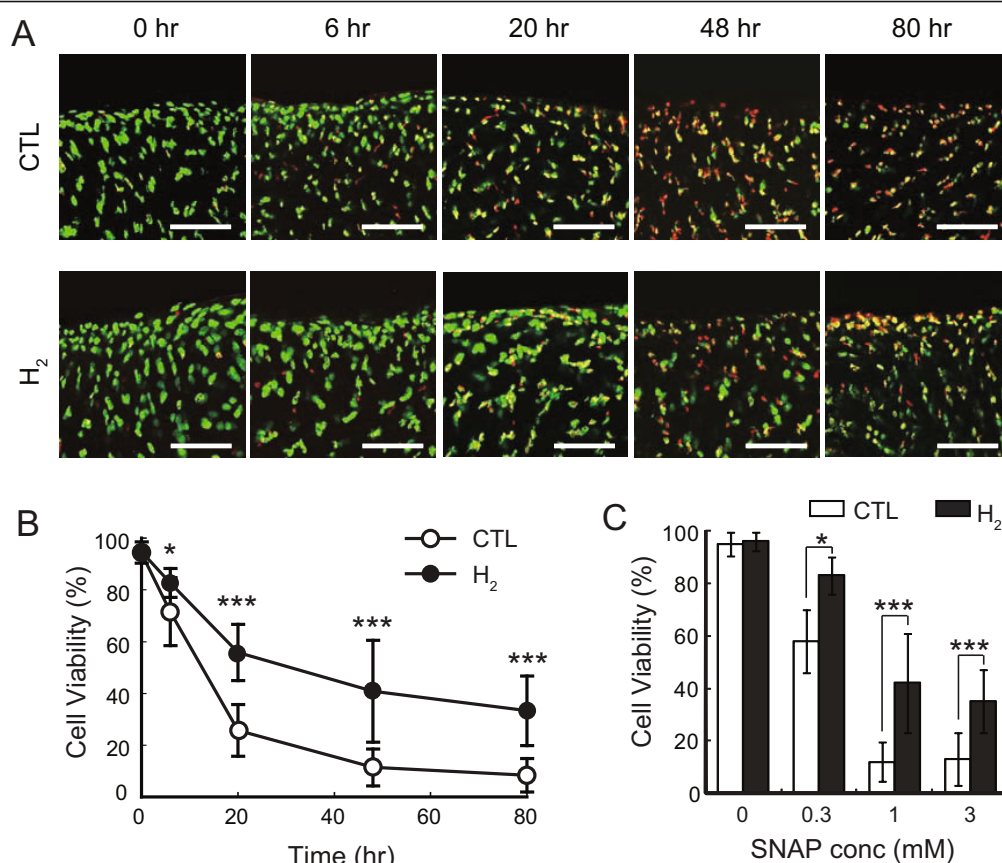 A
0 hr 6 hr 20 hr 48 hr 80 hr
CTL
H₂
B
Cell Viability (%)
100
80
60
40
20
0
* *** *** ***
CTL
H₂
0 20 40 60 80
Time (hr)
C
CTL H₂
Cell Viability (%)
100
80
60
40
20
0
* *** ***
0 0.3 1 3
SNAP conc (mM)